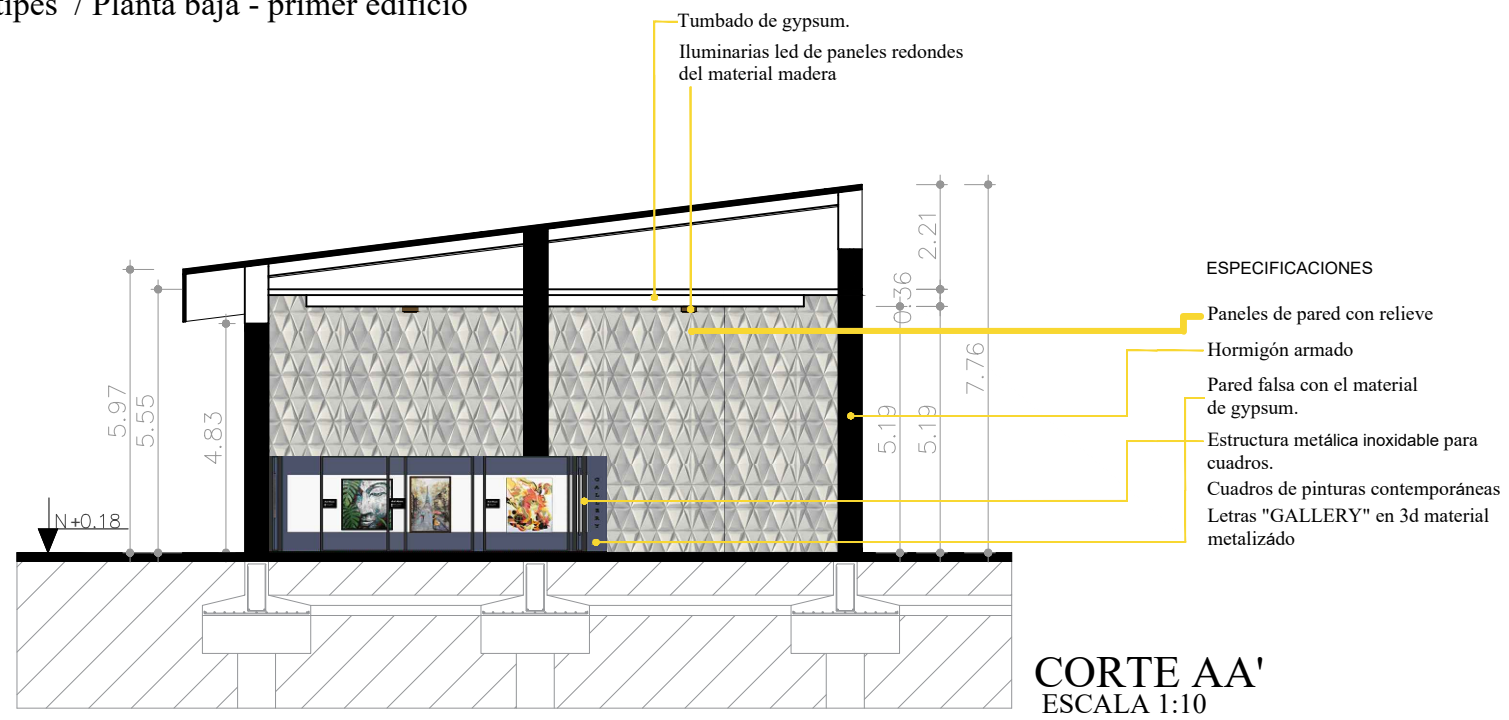 tipes / Planta baja - primer edificio
Tumbado de gypsum.
Iluminarias led de paneles redondes
del material madera
2.21
0.36
7.76
5.19
5.19
5.97
5.55
4.83
N+0.18
GALLERY
ESPECIFICACIONES
Paneles de pared con relieve
Hormigón armado
Pared falsa con el material
de gypsum.
Estructura metálica inoxidable para
cuadros.
Cuadros de pinturas contemporáneas
Letras "GALLERY" en 3d material
metalizádo
CORTE AA'
ESCALA 1:10